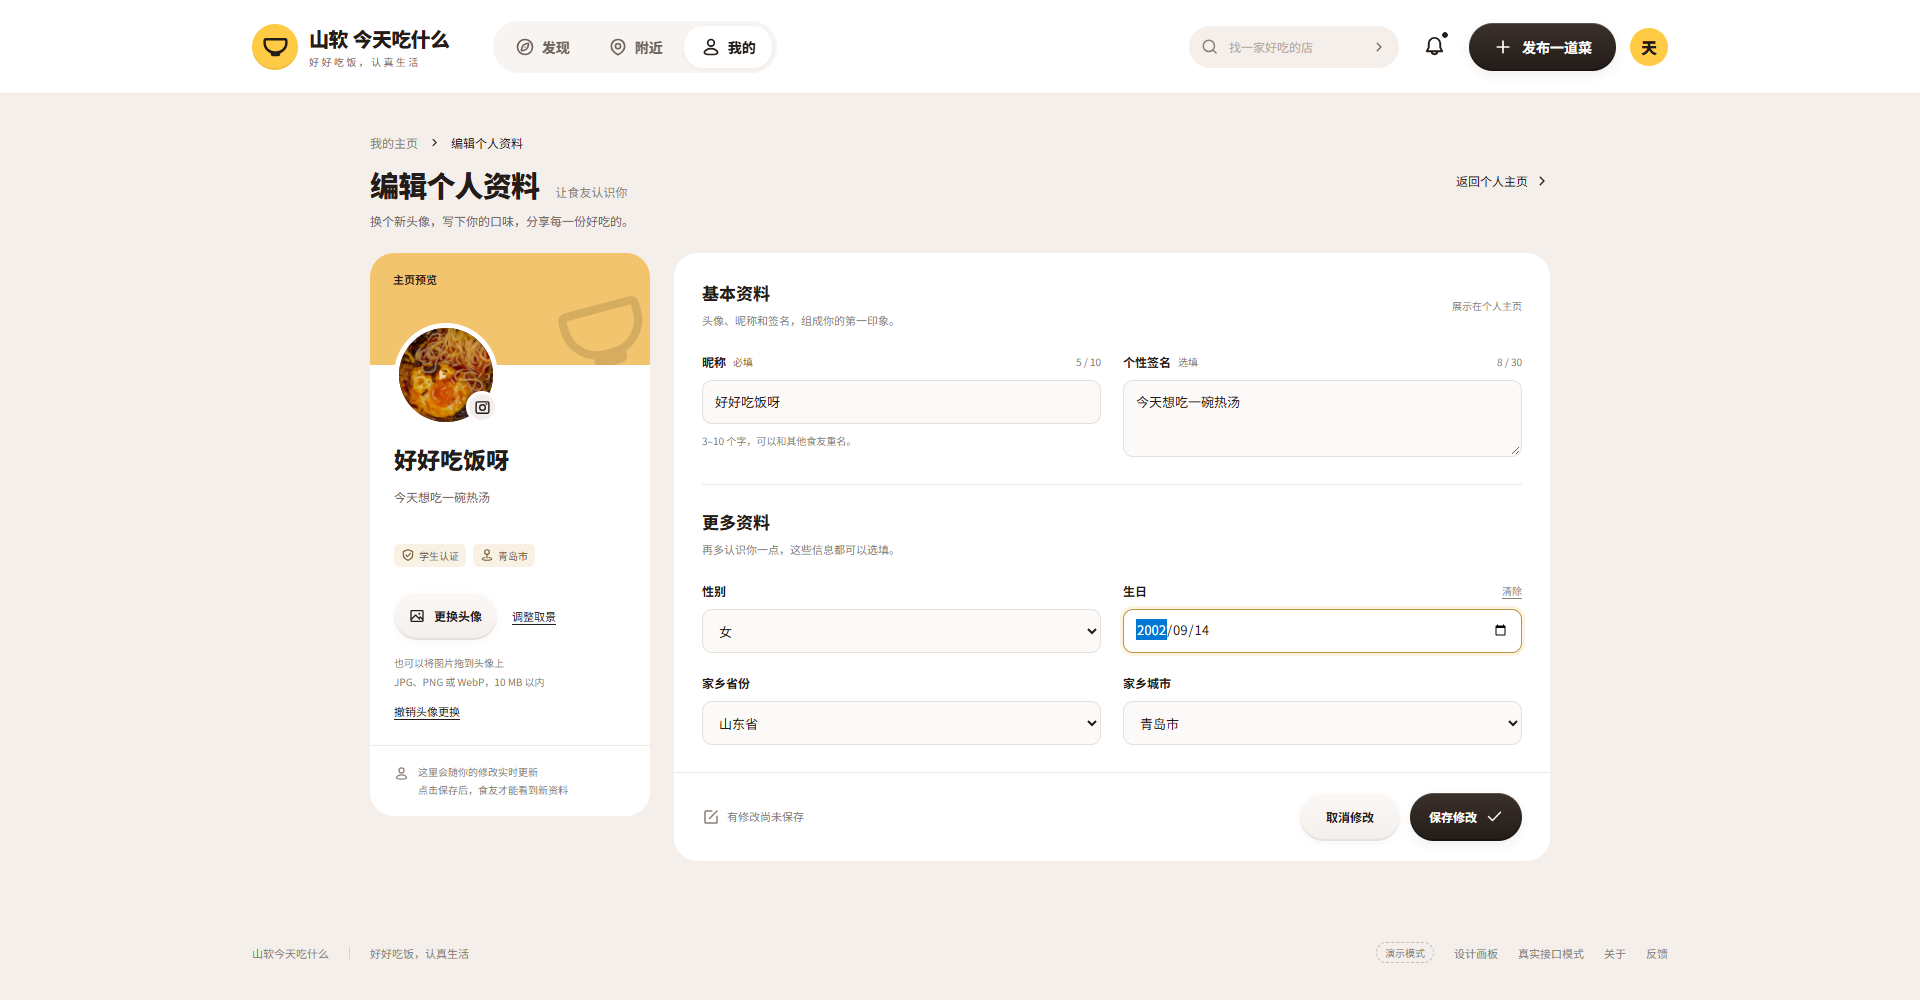 山软 今天吃什么
好好吃饭，认真生活
发现
附近
我的
找一家好吃的店
发布一道菜
天
我的主页
编辑个人资料
编辑个人资料
让食友认识你
换个新头像，写下你的口味，分享每一份好吃的。
返回个人主页
主页预览
好好吃饭呀
今天想吃一碗热汤
学生认证
青岛市
更换头像
调整取景
也可以将图片拖到头像上
JPG、PNG 或 WebP，10 MB 以内
撤销头像更换
这里会随你的修改实时更新
点击保存后，食友才能看到新资料
基本资料
头像、昵称和签名，组成你的第一印象。
展示在个人主页
昵称 必填
5 / 10
好好吃饭呀
3–10 个字，可以和其他食友重名。
个性签名 选填
8 / 30
今天想吃一碗热汤
更多资料
再多认识你一点，这些信息都可以选填。
性别
女
生日
清除
2002/09/14
家乡省份
山东省
家乡城市
青岛市
有修改尚未保存
取消修改
保存修改
山软今天吃什么
好好吃饭，认真生活
演示模式
设计画板
真实接口模式
关于
反馈